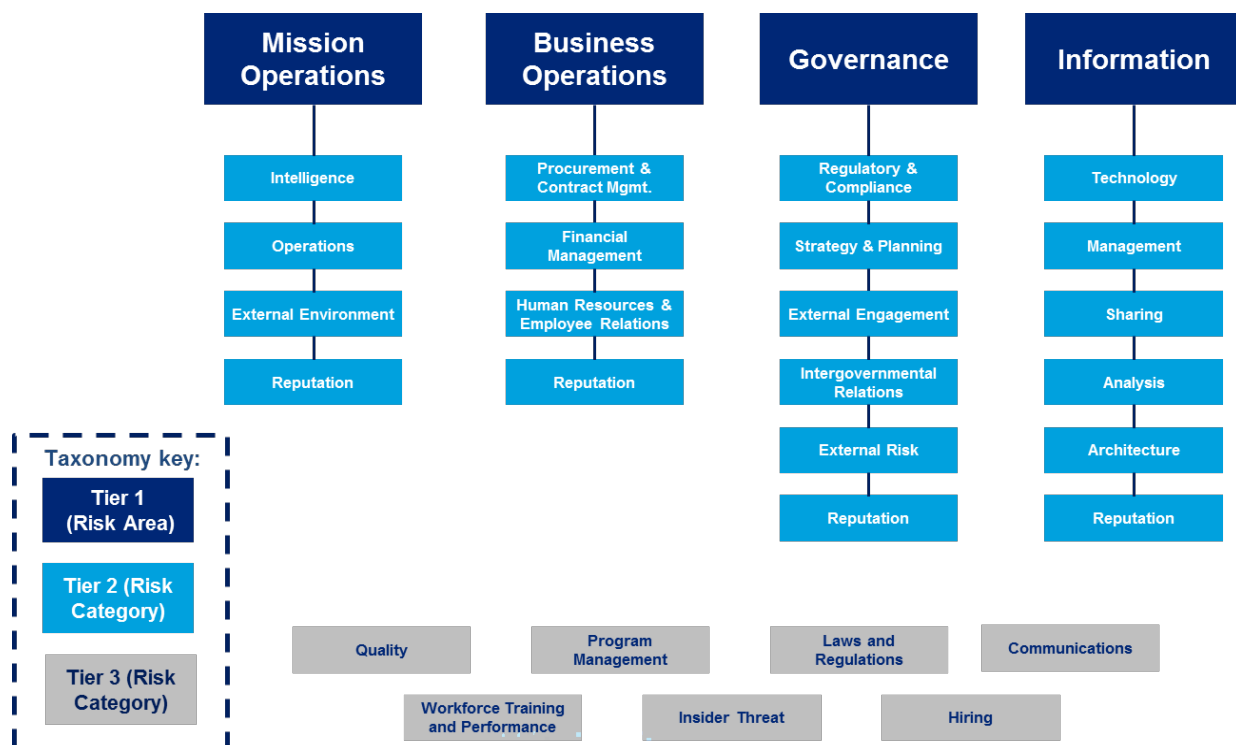 Mission
Operations
Business
Operations
Governance
Information
Intelligence
Operations
External Environment
Reputation
Procurement &
Contract Mgmt.
Financial
Management
Human Resources &
Employee Relations
Reputation
Regulatory &
Compliance
Strategy & Planning
External Engagement
Intergovernmental
Relations
External Risk
Reputation
Technology
Management
Sharing
Analysis
Architecture
Reputation
Taxonomy key:
Tier 1
(Risk Area)
Tier 2 (Risk
Category)
Tier 3 (Risk
Category)
Quality
Program
Management
Laws and
Regulations
Communications
Workforce Training
and Performance
Insider Threat
Hiring